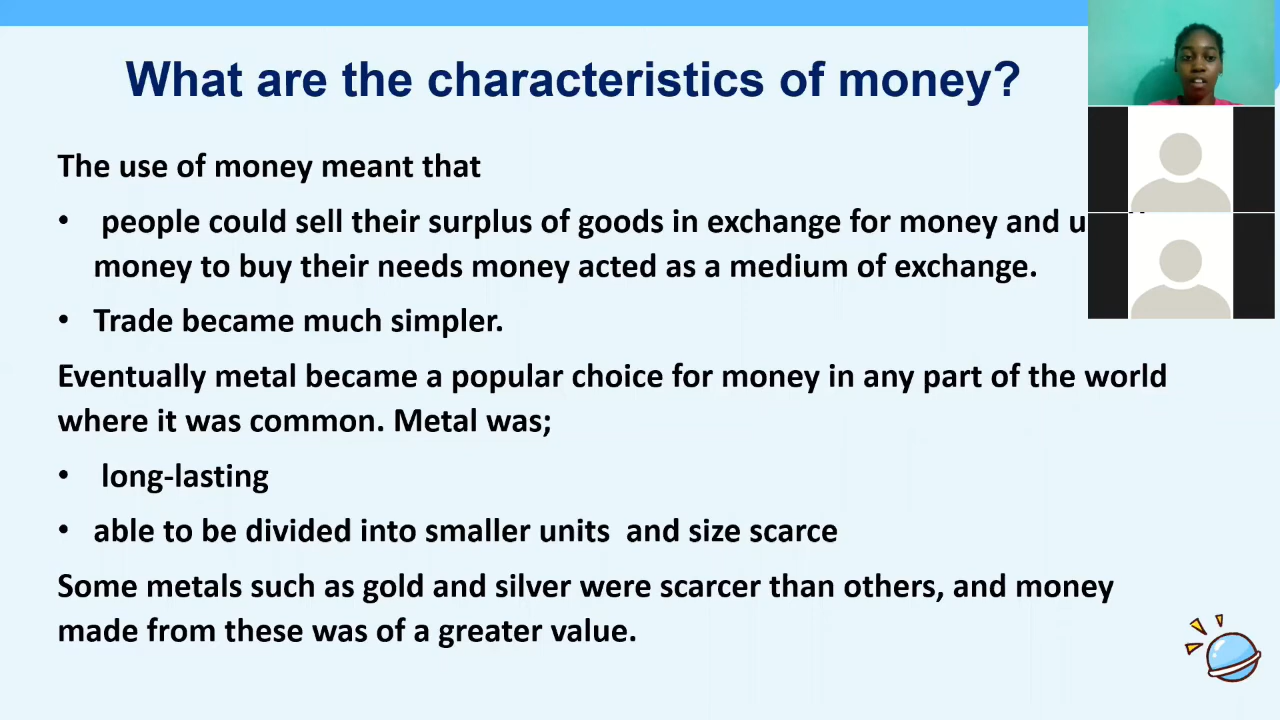 What are the characteristics of money?
The use of money meant that
• people could sell their surplus of goods in exchange for money and
money to buy their needs money acted as a medium of exchange.
• Trade became much simpler.
Eventually metal became a popular choice for money in any part of the world
where it was common. Metal was;
• long-lasting
• able to be divided into smaller units and size scarce
Some metals such as gold and silver were scarcer than others, and money
made from these was of a greater value.